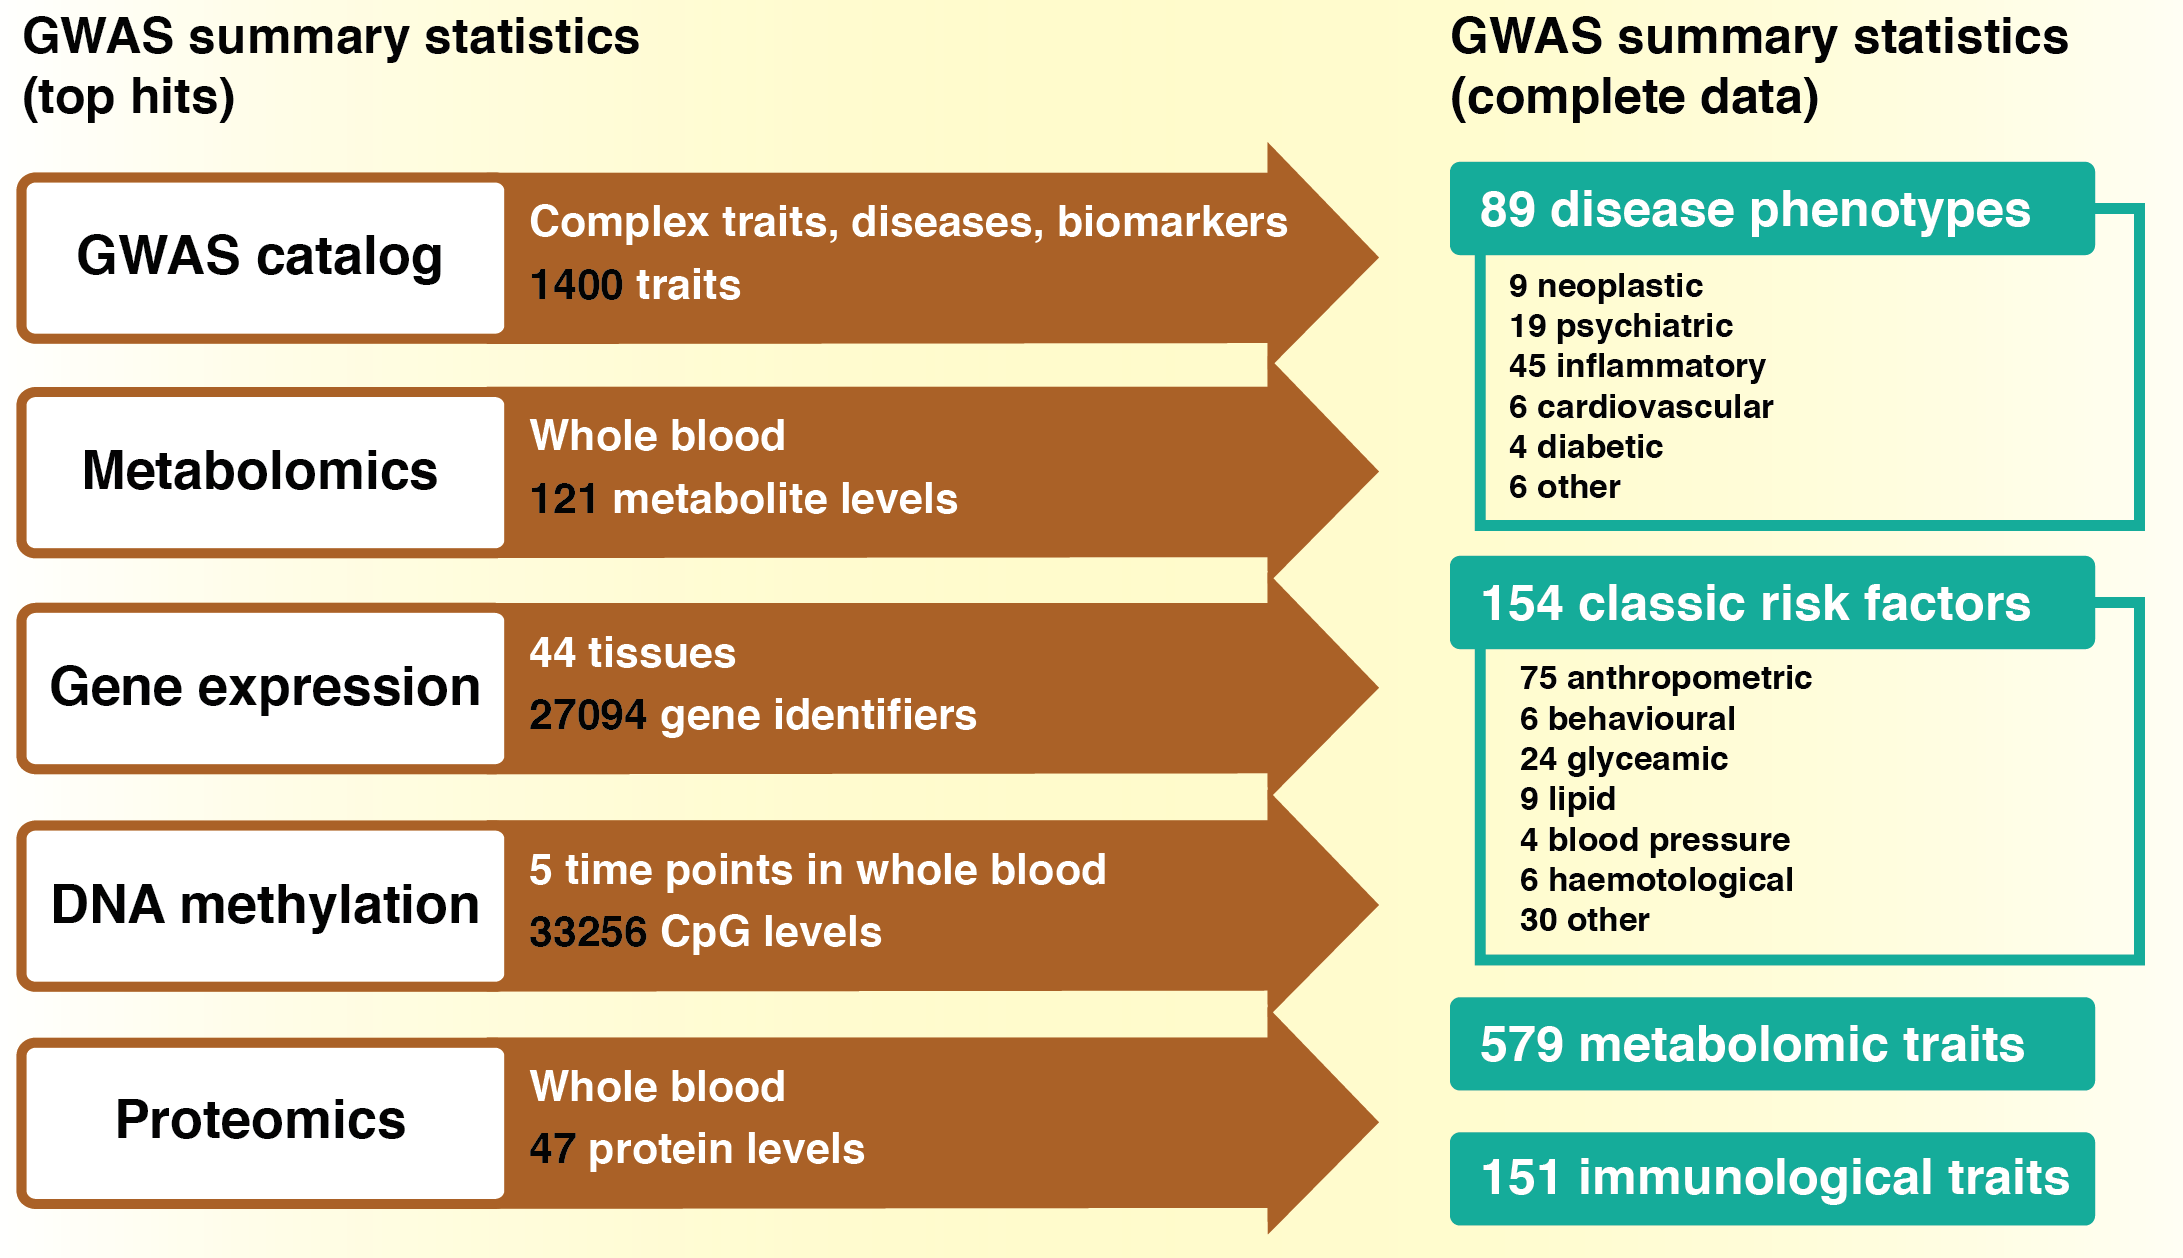 GWAS summary statistics
(top hits)
GWAS catalog
Complex traits, diseases, biomarkers
1400 traits
Metabolomics
Whole blood
121 metabolite levels
Gene expression
44 tissues
27094 gene identifiers
DNA methylation
5 time points in whole blood
33256 CpG levels
Proteomics
Whole blood
47 protein levels
GWAS summary statistics
(complete data)
89 disease phenotypes
9 neoplastic
19 psychiatric
45 inflammatory
6 cardiovascular
4 diabetic
6 other
154 classic risk factors
75 anthropometric
6 behavioural
24 glyceamic
9 lipid
4 blood pressure
6 haemotological
30 other
579 metabolomic traits
151 immunological traits